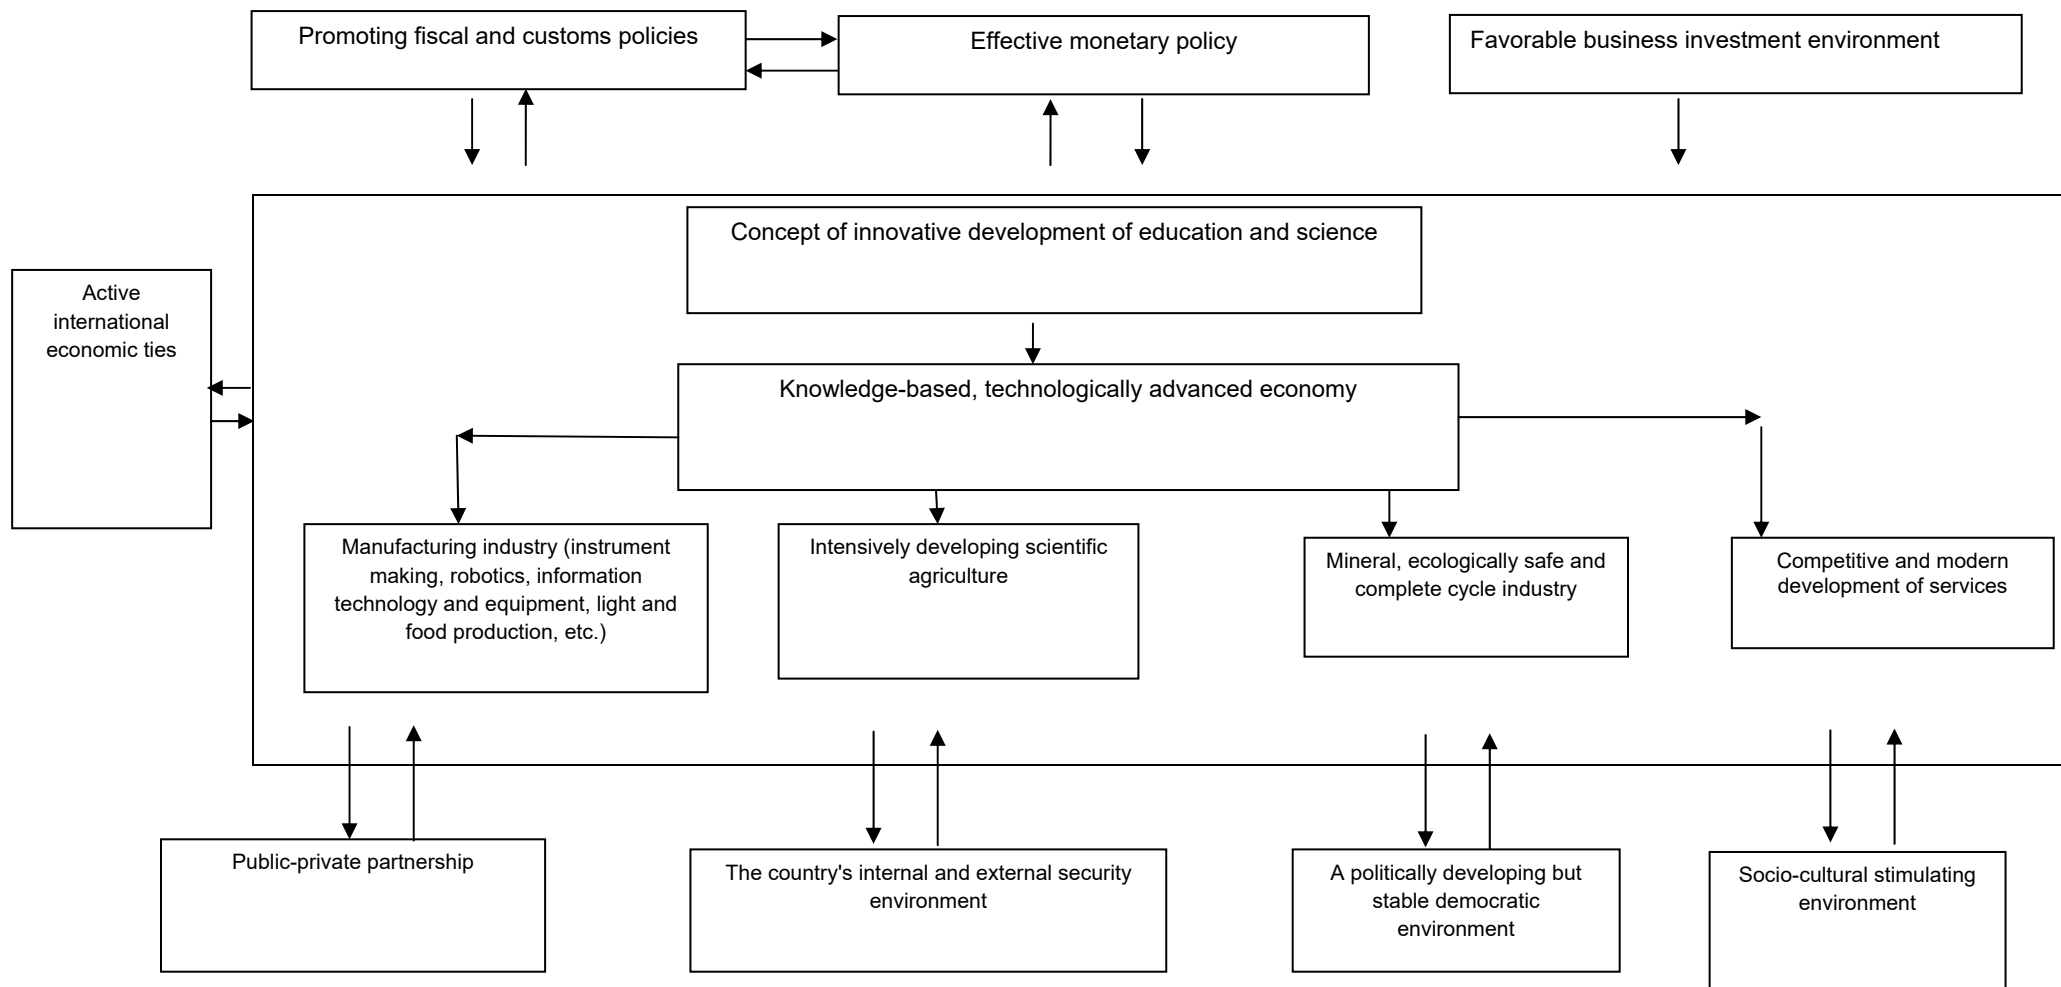 Promoting fiscal and customs policies
Effective monetary policy
Favorable business investment environment
Concept of innovative development of education and science
Active
international
economic ties
Knowledge-based, technologically advanced economy
Manufacturing industry (instrument
making, robotics, information
technology and equipment, light and
food production, etc.)
Intensively developing scientific
agriculture
Mineral, ecologically safe and
complete cycle industry
Competitive and modern
development of services
Public-private partnership
The country's internal and external security
environment
A politically developing but
stable democratic
environment
Socio-cultural stimulating
environment